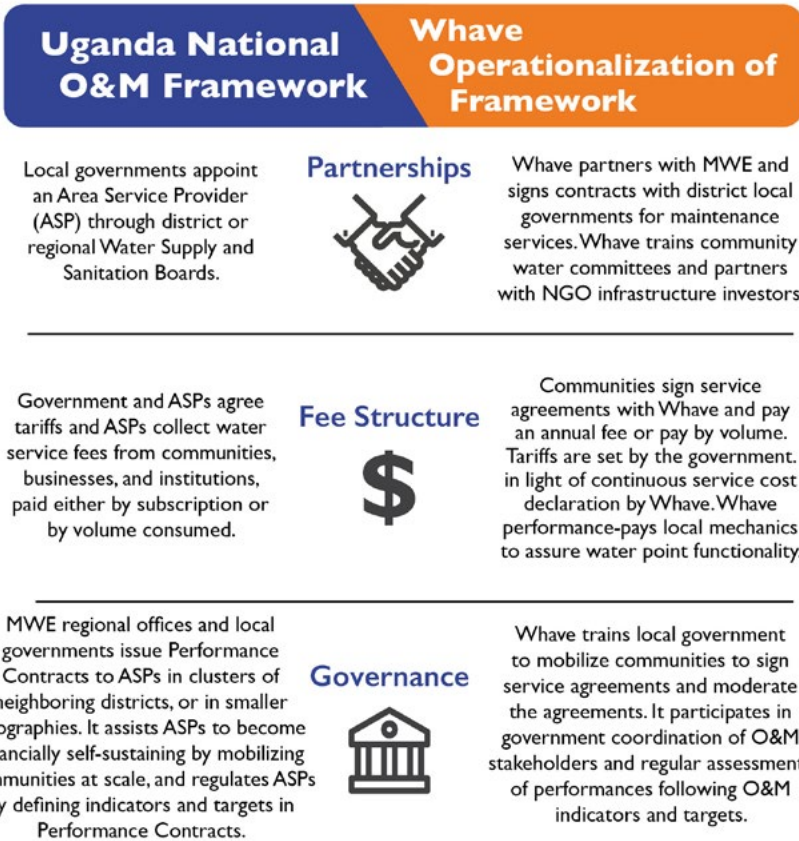 Uganda National
O&M Framework
Whave
Operationalization of
Framework
Local governments appoint
an Area Service Provider
(ASP) through district or
regional Water Supply and
Sanitation Boards.
Partnerships
Whave partners with MWE and
signs contracts with district local
governments for maintenance
services. Whave trains community
water committees and partners
with NGO infrastructure investors
Government and ASPs agree
tariffs and ASPs collect water
service fees from communities,
businesses, and institutions,
paid either by subscription or
by volume consumed.
Fee Structure
$
Communities sign service
agreements with Whave and pay
an annual fee or pay by volume.
Tariffs are set by the government.
in light of continuous service cost
declaration by Whave. Whave
performance-pays local mechanics
to assure water point functionality.
MWE regional offices and local
governments issue Performance
Contracts to ASPs in clusters of
neighboring districts, or in smaller
ographies. It assists ASPs to become
ancially self-sustaining by mobilizing
mmunities at scale, and regulates ASPs
y defining indicators and targets in
Performance Contracts.
Governance
Whave trains local government
to mobilize communities to sign
service agreements and moderate
the agreements. It participates in
government coordination of O&M
stakeholders and regular assessment
of performances following O&M
indicators and targets.